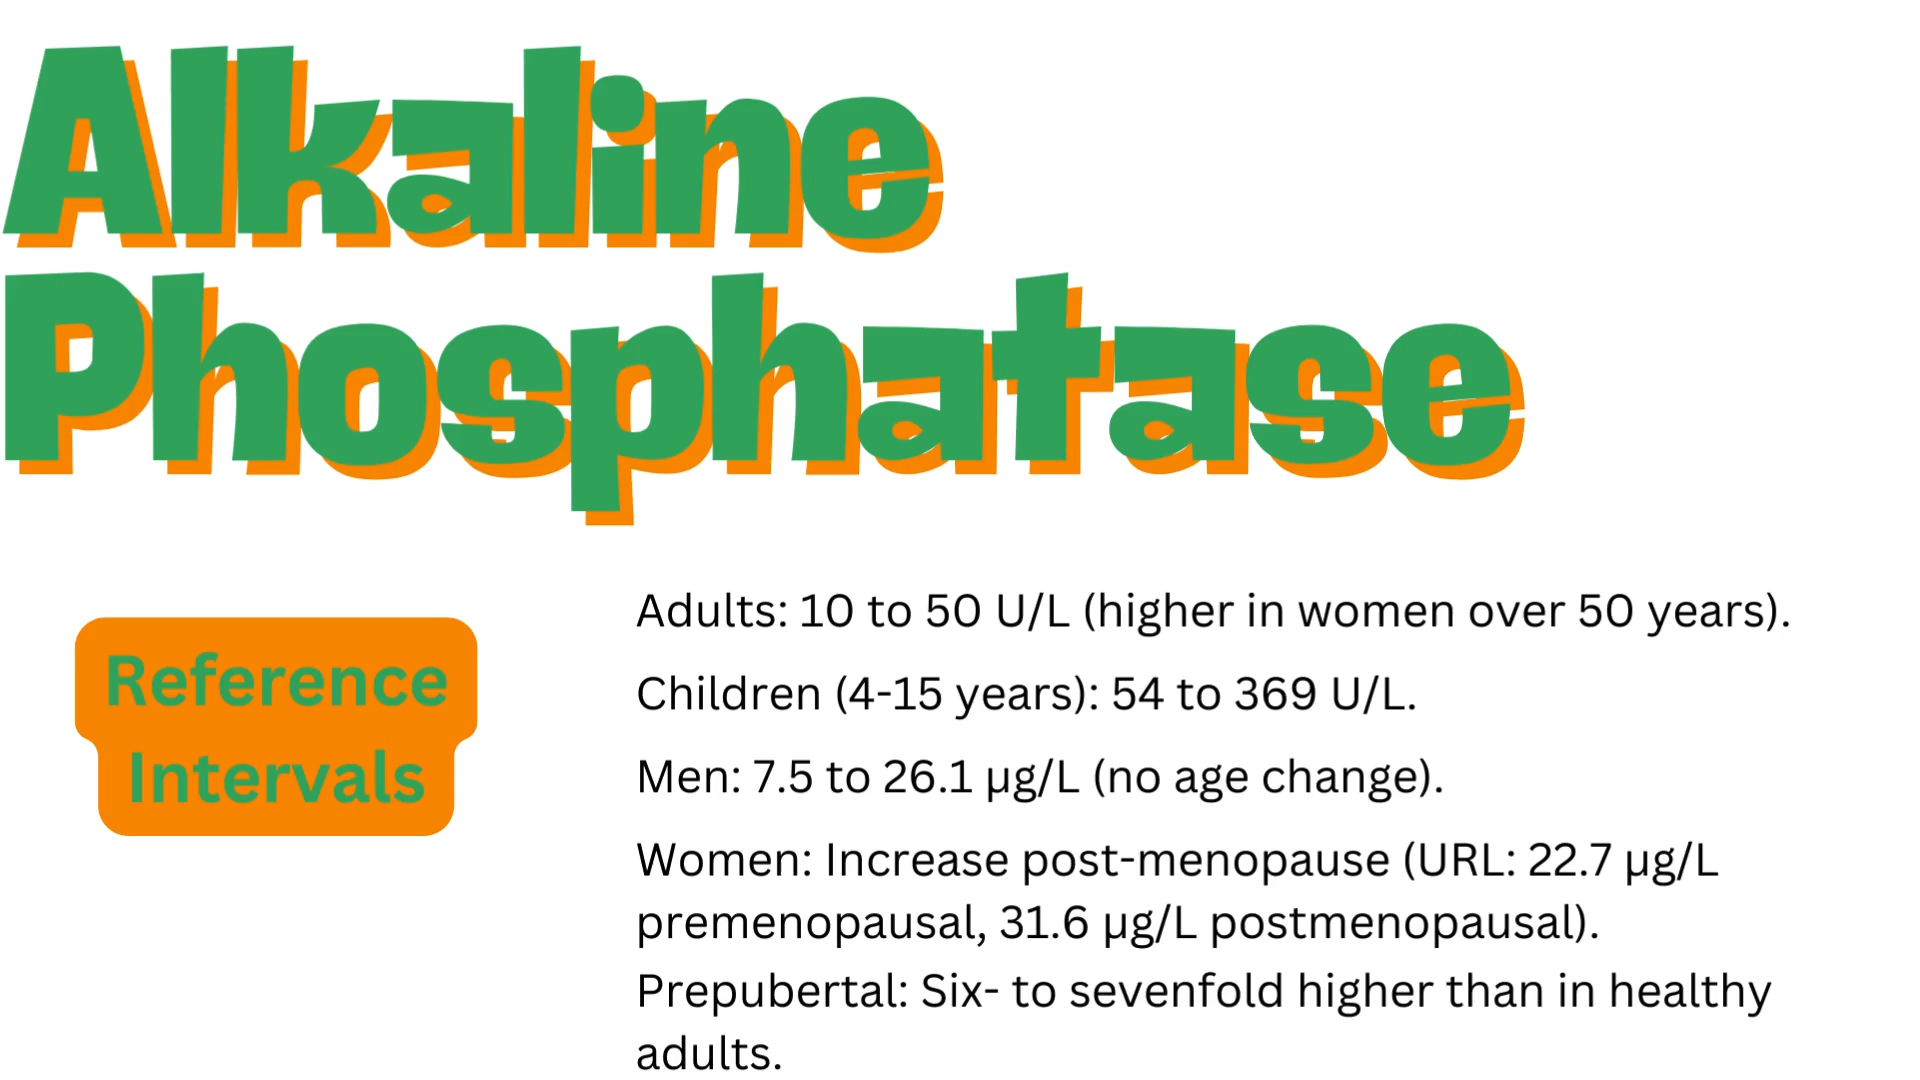 Alkaline
Phosphatase
Reference
Intervals
Adults: 10 to 50 U/L (higher in women over 50 years).
Children (4-15 years): 54 to 369 U/L.
Men: 7.5 to 26.1 µg/L (no age change).
Women: Increase post-menopause (URL: 22.7 µg/L
premenopausal, 31.6 µg/L postmenopausal).
Prepubertal: Six- to sevenfold higher than in healthy
adults.